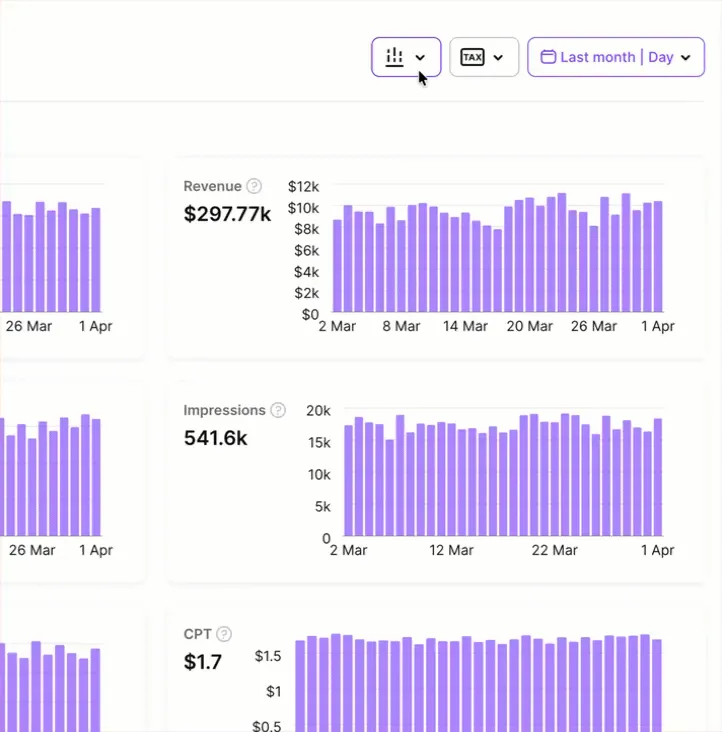 TAX
Last month | Day
26 Mar 1 Apr
Revenue ?
$297.77k
$12k
$10k
$8k
$6k
$4k
$2k
$0
2 Mar 8 Mar 14 Mar 20 Mar 26 Mar 1 Apr
26 Mar 1 Apr
Impressions ?
541.6k
20k
15k
10k
5k
0
2 Mar 12 Mar 22 Mar 1 Apr
CPT ?
$1.7
$1.5
$1
$0.5